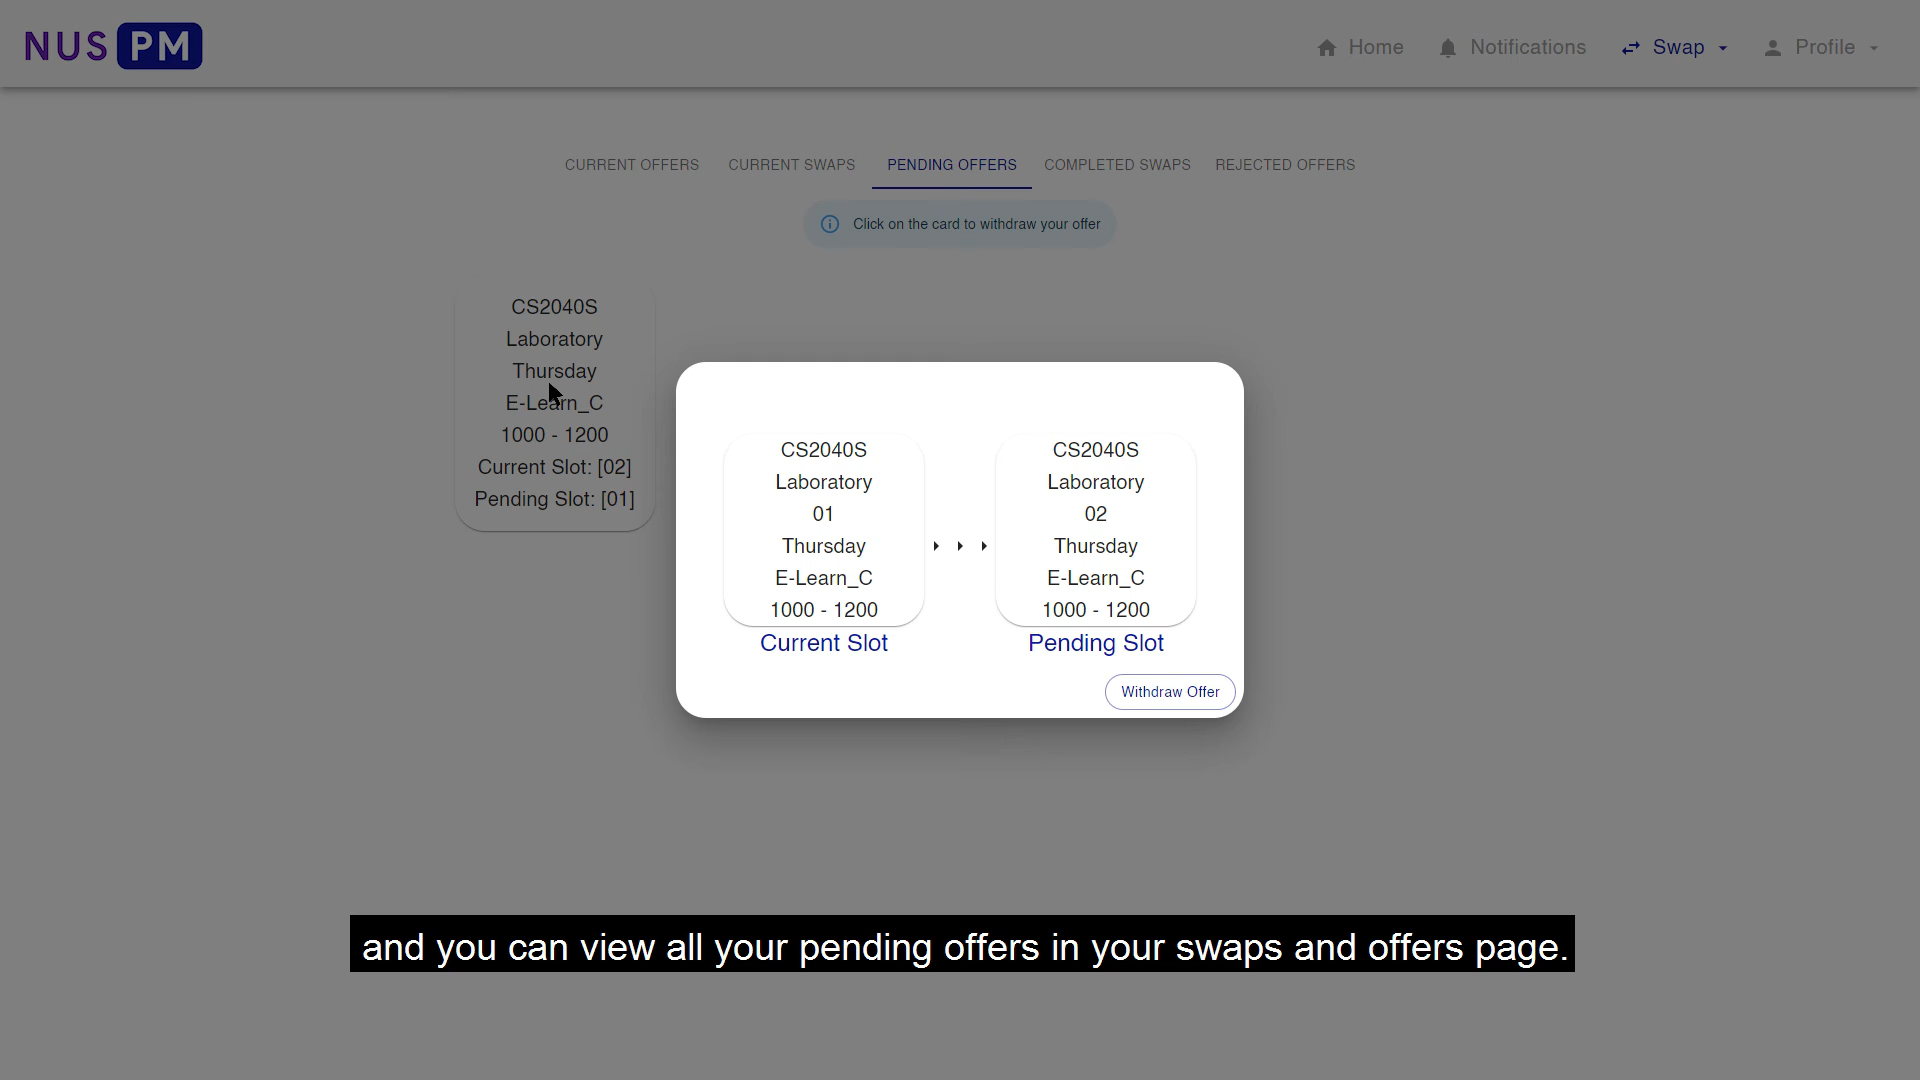 NUS PM
Home
Notifications
Swap
Profile
CURRENT OFFERS
CURRENT SWAPS
PENDING OFFERS
COMPLETED SWAPS
REJECTED OFFERS
Click on the card to withdraw your offer
CS2040S
Laboratory
Thursday
E-Learn_C
1000 - 1200
Current Slot: [02]
Pending Slot: [01]
CS2040S
Laboratory
01
Thursday
E-Learn_C
1000 - 1200
Current Slot
CS2040S
Laboratory
02
Thursday
E-Learn_C
1000 - 1200
Pending Slot
Withdraw Offer
and you can view all your pending offers in your swaps and offers page.